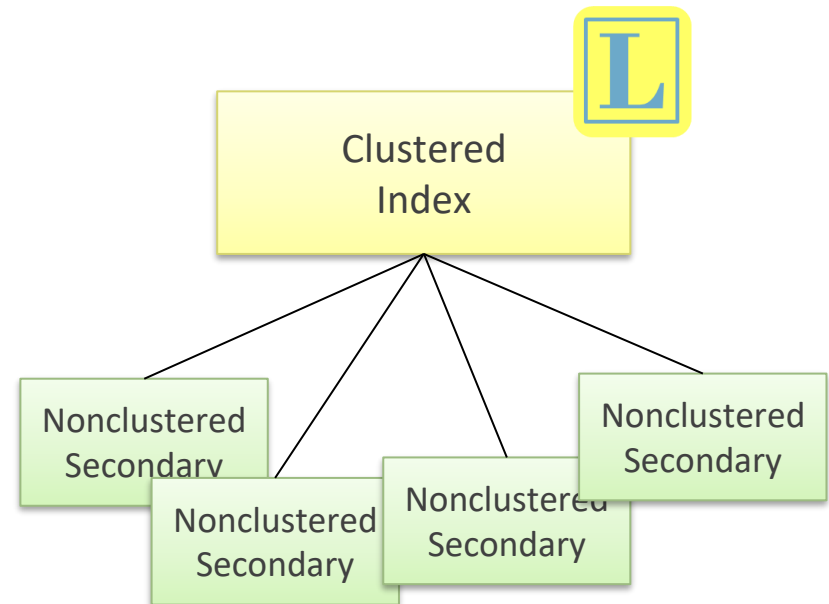 L
Clustered
Index
Nonclustered
Secondary
Nonclustered
Secondary
Nonclustered
Secondary
Nonclustered
Secondary